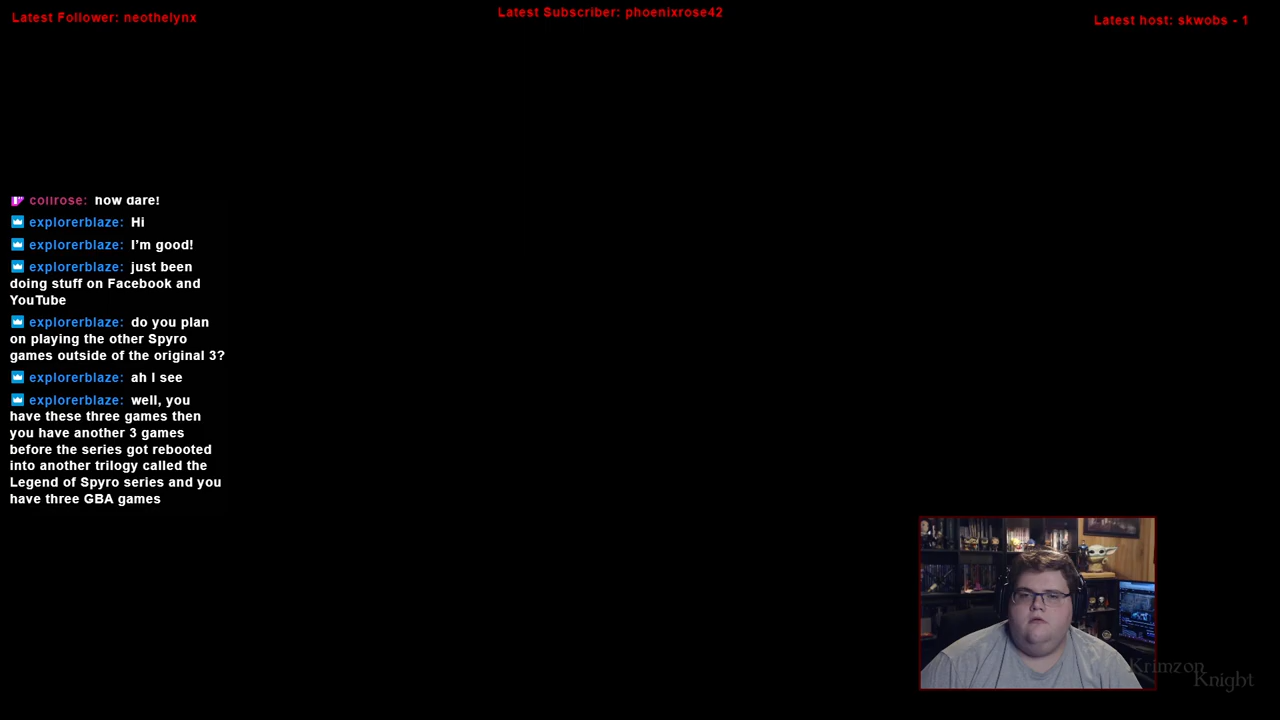 Latest Follower: neothelynx
Latest Subscriber: phoenixrose42
Latest host: skwobs - 1
collrose: how dare!
explorerblaze: Hi
explorerblaze: I'm good!
explorerblaze: just been
doing stuff on Facebook and
YouTube
explorerblaze: do you plan
on playing the other Spyro
games outside of the original 3?
explorerblaze: ah I see
explorerblaze: well, you
have these three games then
you have another 3 games
before the series got rebooted
into another trilogy called the
Legend of Spyro series and you
have three GBA games
Krimzon
Knight